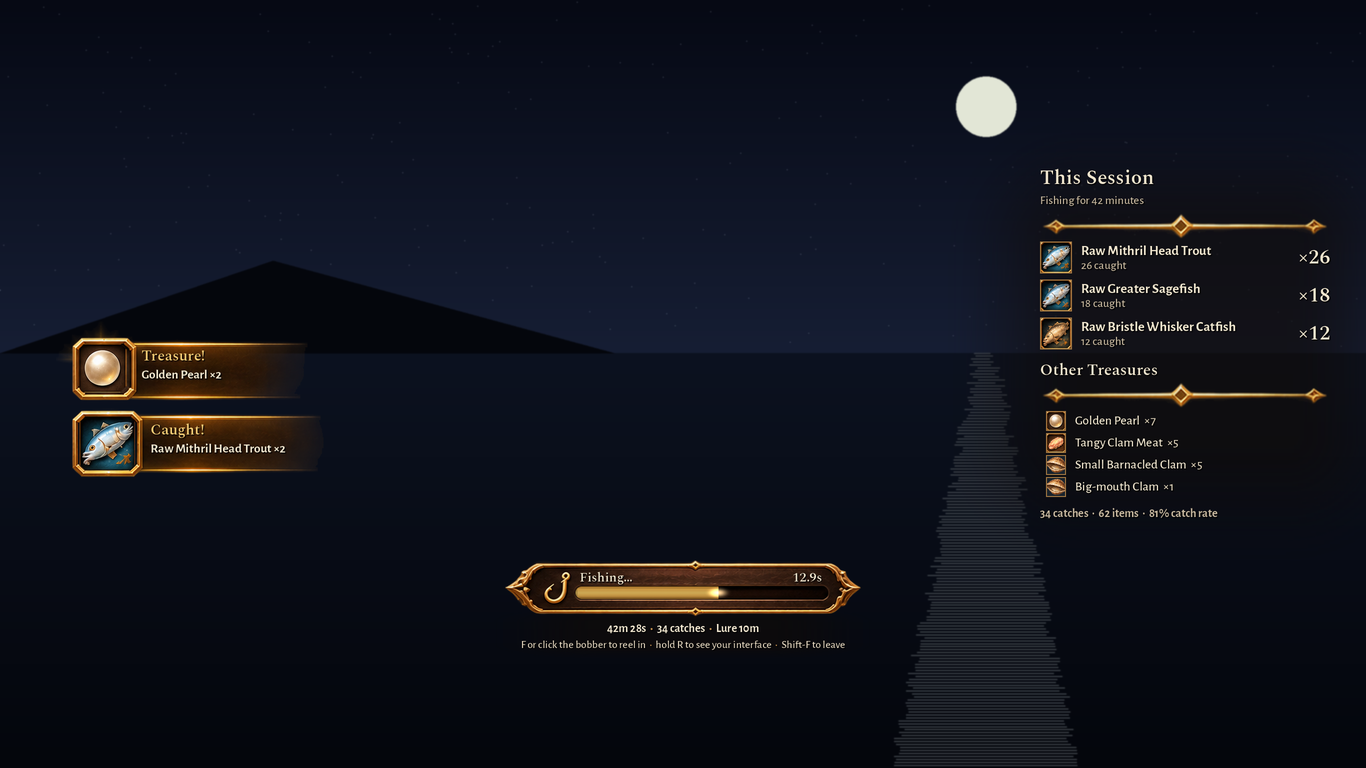 This Session
Fishing for 42 minutes
Raw Mithril Head Trout
26 caught
×26
Raw Greater Sagefish
18 caught
×18
Raw Bristle Whisker Catfish
12 caught
×12
Other Treasures
Golden Pearl ×7
Tangy Clam Meat ×5
Small Barnacled Clam ×5
Big-mouth Clam ×1
34 catches · 62 items · 81% catch rate
Treasure!
Golden Pearl ×2
Caught!
Raw Mithril Head Trout ×2
Fishing... 12.9s
42m 28s · 34 catches · Lure 10m
F or click the bobber to reel in · hold R to see your interface · Shift-F to leave